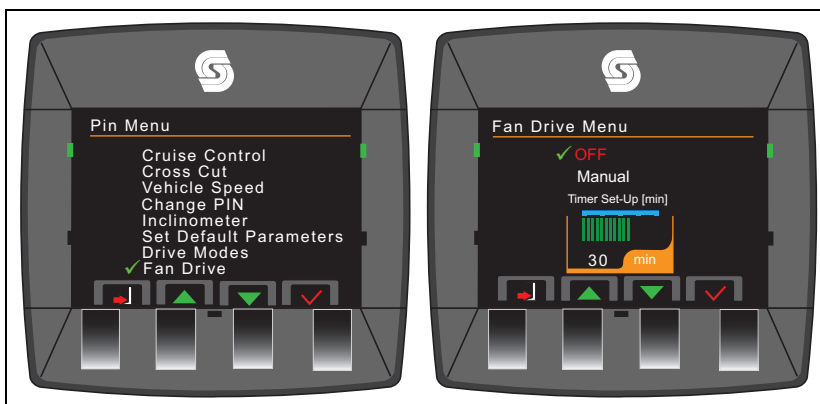 Pin Menu
Cruise Control
Cross Cut
Vehicle Speed
Change PIN
Inclinometer
Set Default Parameters
Drive Modes
Fan Drive
Fan Drive Menu
OFF
Manual
Timer Set-Up [min]
30 min